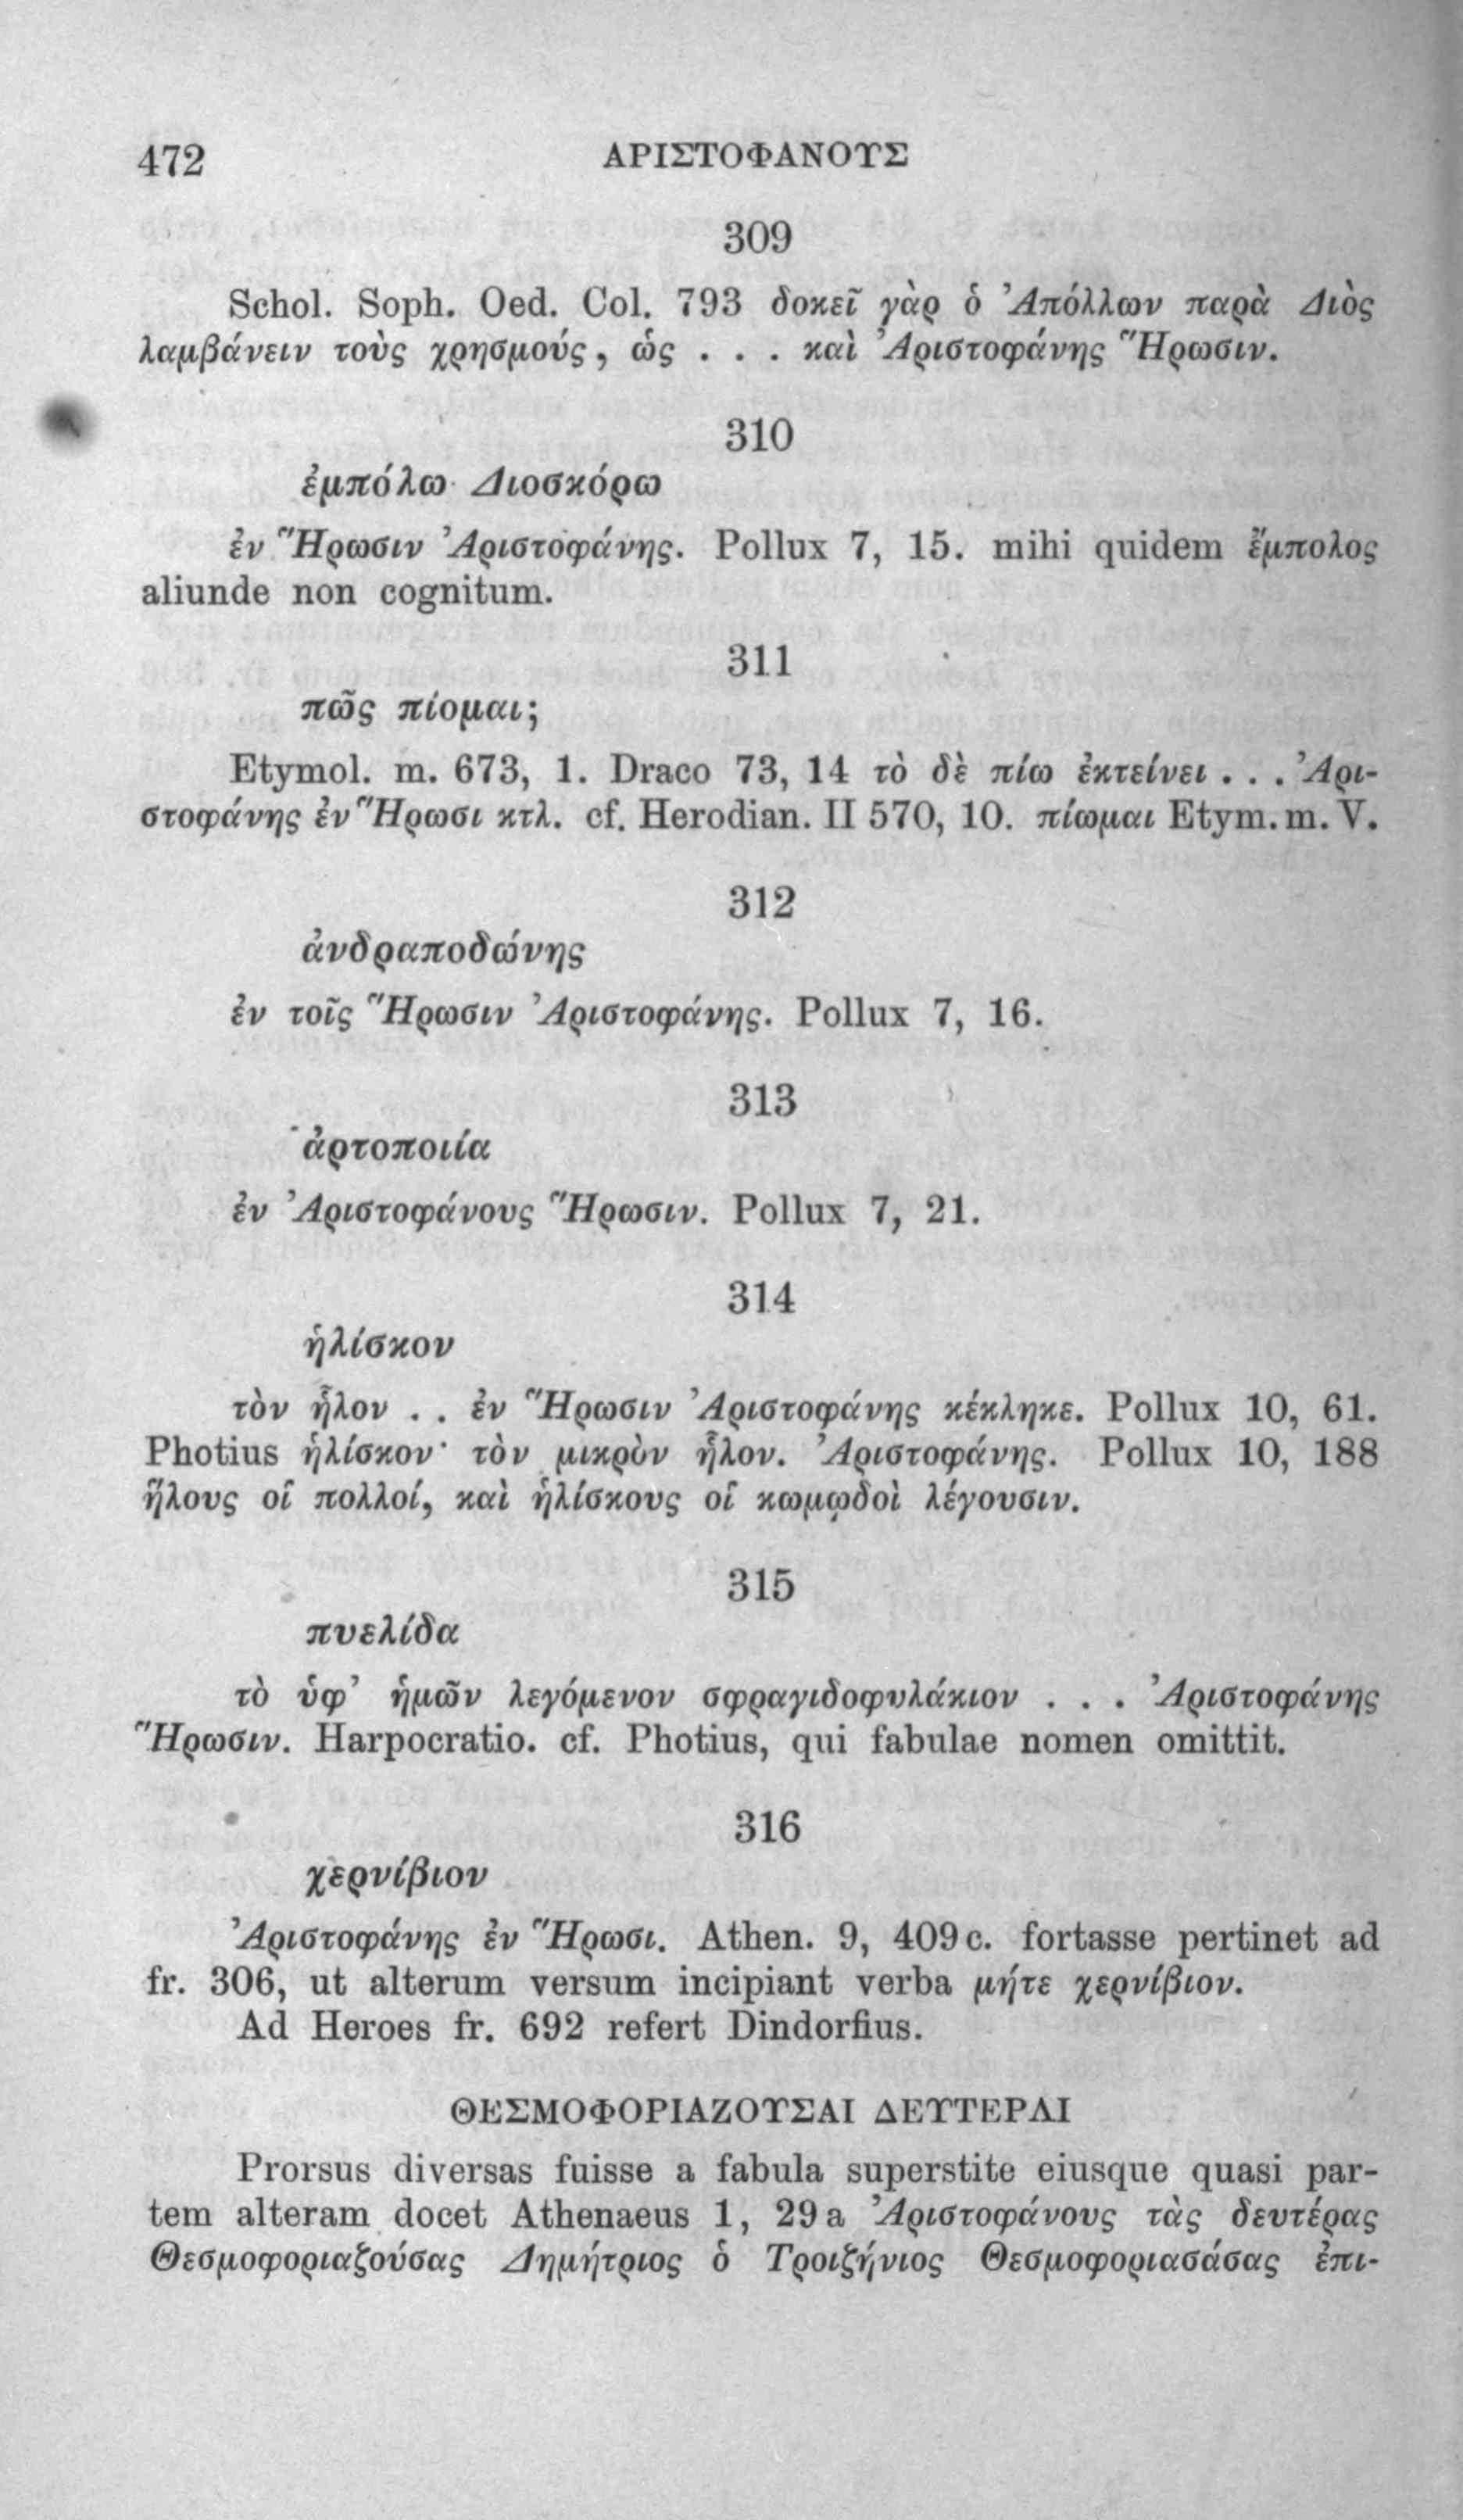 472
ΑΡΙΣΤΟΦΑΝΟΥΣ
309
Schol. Soph. Oed. Col. 793 δοκεῖ γὰρ ὁ Ἀπόλλων παρὰ Διὸς
λαμβάνειν τοὺς χρησμούς, ὡς . . . καὶ Ἀριστοφάνης Ἥρωσιν.
310
ἐμπόλω Διοσκόρω
ἐν Ἥρωσιν Ἀριστοφάνης. Pollux 7, 15. mihi quidem ἔμπολος
aliunde non cognitum.
311
πῶς πίομαι;
Etymol. m. 673, 1. Draco 73, 14 τὸ δὲ πίω ἐκτείνει . . . Ἀρι-
στοφάνης ἐν Ἥρωσι κτλ. cf. Herodian. II 570, 10. πίωμαι Etym. m. V.
312
ἀνδραποδώνης
ἐν τοῖς Ἥρωσιν Ἀριστοφάνης. Pollux 7, 16.
313
ἀρτοποιία
ἐν Ἀριστοφάνους Ἥρωσιν. Pollux 7, 21.
314
ἡλίσκον
τὸν ἧλον . . ἐν Ἥρωσιν Ἀριστοφάνης κέκληκε. Pollux 10, 61.
Photius ἡλίσκον· τὸν μικρὸν ἧλον. Ἀριστοφάνης. Pollux 10, 188
ἥλους οἱ πολλοί, καὶ ἡλίσκους οἱ κωμῳδοὶ λέγουσιν.
315
πυελίδα
τὸ ὑφ' ἡμῶν λεγόμενον σφραγιδοφυλάκιον . . . Ἀριστοφάνης
Ἥρωσιν. Harpocratio. cf. Photius, qui fabulae nomen omittit.
316
χερνίβιον
Ἀριστοφάνης ἐν Ἥρωσι. Athen. 9, 409 c. fortasse pertinet ad
fr. 306, ut alterum versum incipiant verba μήτε χερνίβιον.
Ad Heroes fr. 692 refert Dindorfius.
ΘΕΣΜΟΦΟΡΙΑΖΟΥΣΑΙ ΔΕΥΤΕΡΑΙ
Prorsus diversas fuisse a fabula superstite eiusque quasi par-
tem alteram docet Athenaeus 1, 29 a Ἀριστοφάνους τὰς δευτέρας
Θεσμοφοριαζούσας Δημήτριος ὁ Τροιζήνιος Θεσμοφοριασάσας ἐπι-